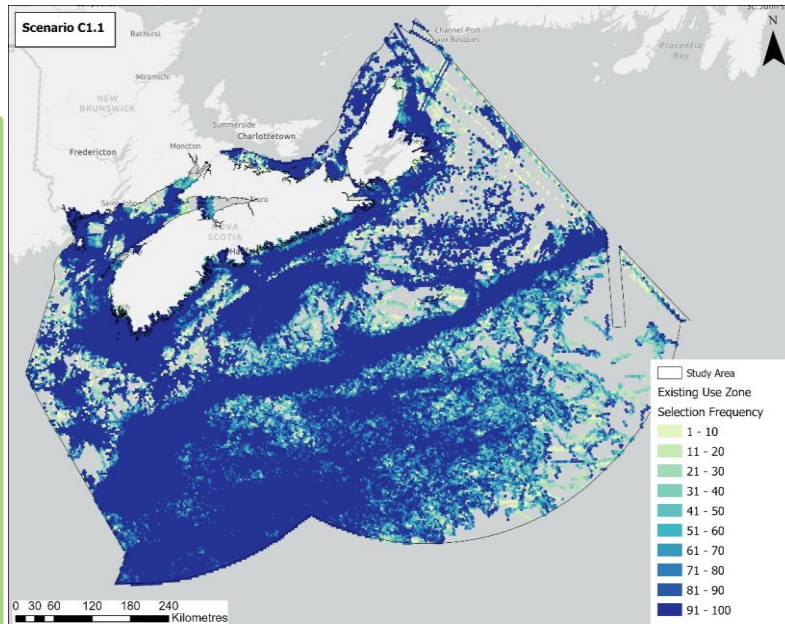 Scenario C1.1
St. John's
N
Channel-Port
aux Basques
Placentia
Bay
Bathurst
Miramichi
NEW
BRUNSWICK
Summerside
Charlottetown
Fredericton
Moncton
Saint John
Truro
NOVA
SCOTIA
Study Area
Existing Use Zone
Selection Frequency
1 - 10
11 - 20
21 - 30
31 - 40
41 - 50
51 - 60
61 - 70
71 - 80
81 - 90
91 - 100
0 30 60 120 180 240
Kilometres